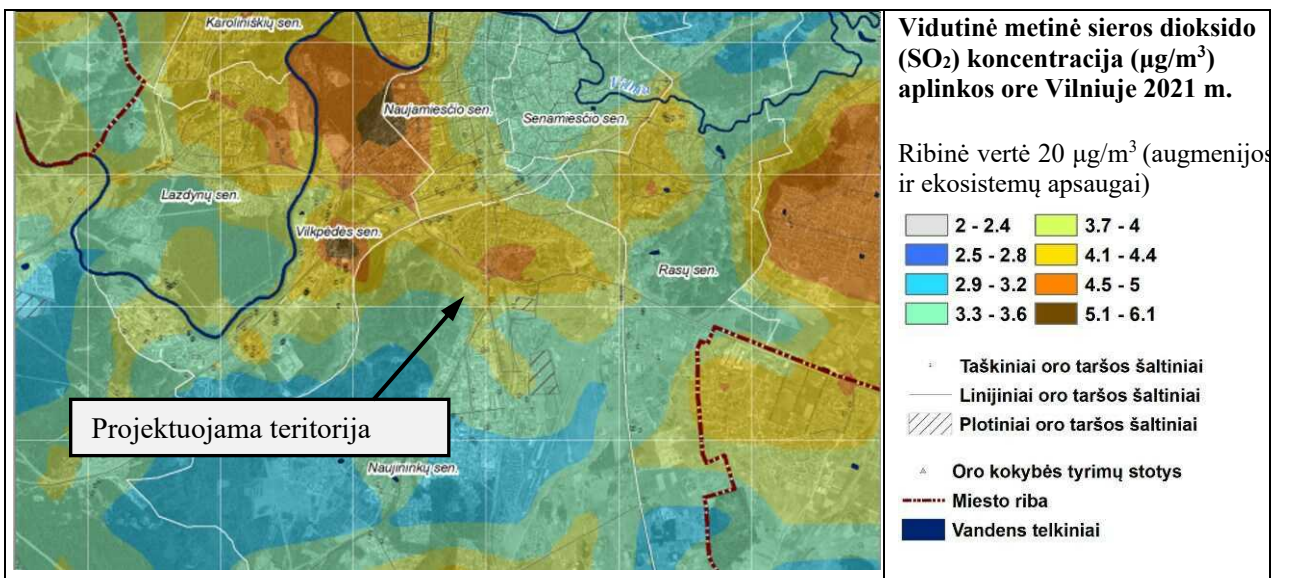 Karoliniškių sen.
Vilnia
Naujamiesčio sen.
Senamiesčio sen.
Lazdynų sen.
Vilkpėdės sen.
Rasų sen.
Projektuojama teritorija
Naujininkų sen.
Vidutinė metinė sieros dioksido
(SO₂) koncentracija (µg/m³)
aplinkos ore Vilniuje 2021 m.
Ribinė vertė 20 µg/m³ (augmenijos
ir ekosistemų apsaugai)
2 - 2.4 3.7 - 4
2.5 - 2.8 4.1 - 4.4
2.9 - 3.2 4.5 - 5
3.3 - 3.6 5.1 - 6.1
Taškiniai oro taršos šaltiniai
Linijiniai oro taršos šaltiniai
Plotiniai oro taršos šaltiniai
Oro kokybės tyrimų stotys
Miesto riba
Vandens telkiniai